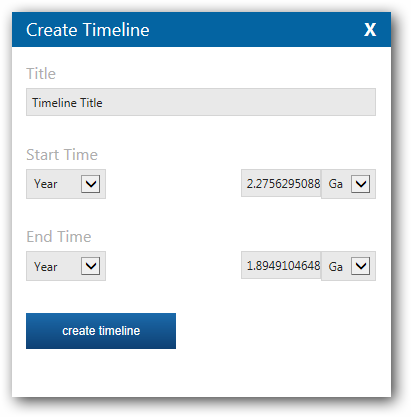 Create Timeline X
Title
Timeline Title
Start Time
Year 2.2756295088 Ga
End Time
Year 1.8949104648 Ga
create timeline